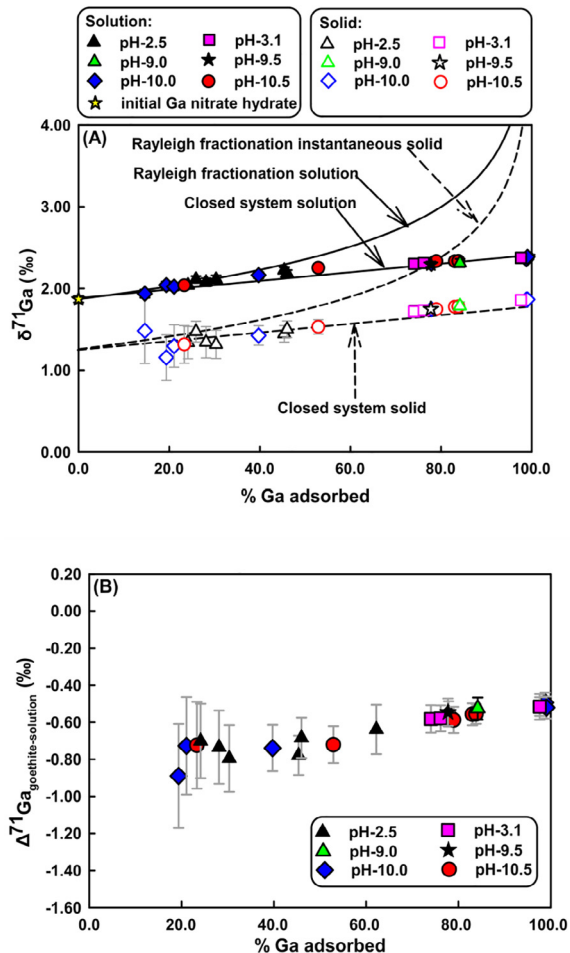 Solution:
pH-2.5 pH-3.1
pH-9.0 pH-9.5
pH-10.0 pH-10.5
initial Ga nitrate hydrate
Solid:
pH-2.5 pH-3.1
pH-9.0 pH-9.5
pH-10.0 pH-10.5
(A)
Rayleigh fractionation instantaneous solid
Rayleigh fractionation solution
Closed system solution
Closed system solid
4.00
3.00
2.00
1.00
0.00
δ71Ga (‰)
0.0 20.0 40.0 60.0 80.0 100.0
% Ga adsorbed
(B)
0.20
0.00
-0.20
-0.40
-0.60
-0.80
-1.00
-1.20
-1.40
-1.60
Δ71Ga goethite-solution (‰)
pH-2.5 pH-3.1
pH-9.0 pH-9.5
pH-10.0 pH-10.5
0.0 20.0 40.0 60.0 80.0 100.0
% Ga adsorbed